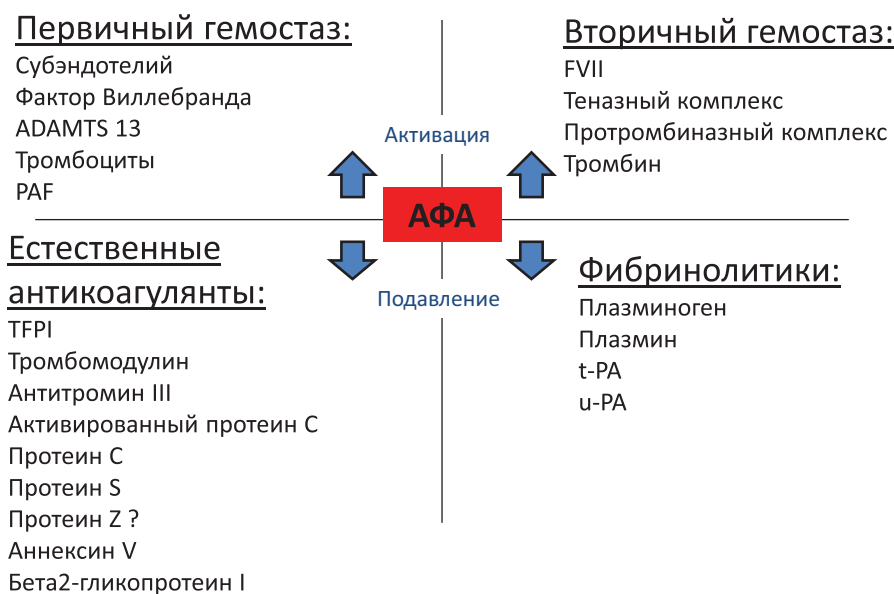 Первичный гемостаз:
Субэндотелий
Фактор Виллебранда
ADAMTS 13
Тромбоциты
PAF
Вторичный гемостаз:
FVII
Теназный комплекс
Протромбиназный комплекс
Тромбин
Активация
АФА
Подавление
Естественные
антикоагулянты:
TFPI
Тромбомодулин
Антитромин III
Активированный протеин С
Протеин С
Протеин S
Протеин Z ?
Аннексин V
Бета2-гликопротеин I
Фибринолитики:
Плазминоген
Плазмин
t-PA
u-PA